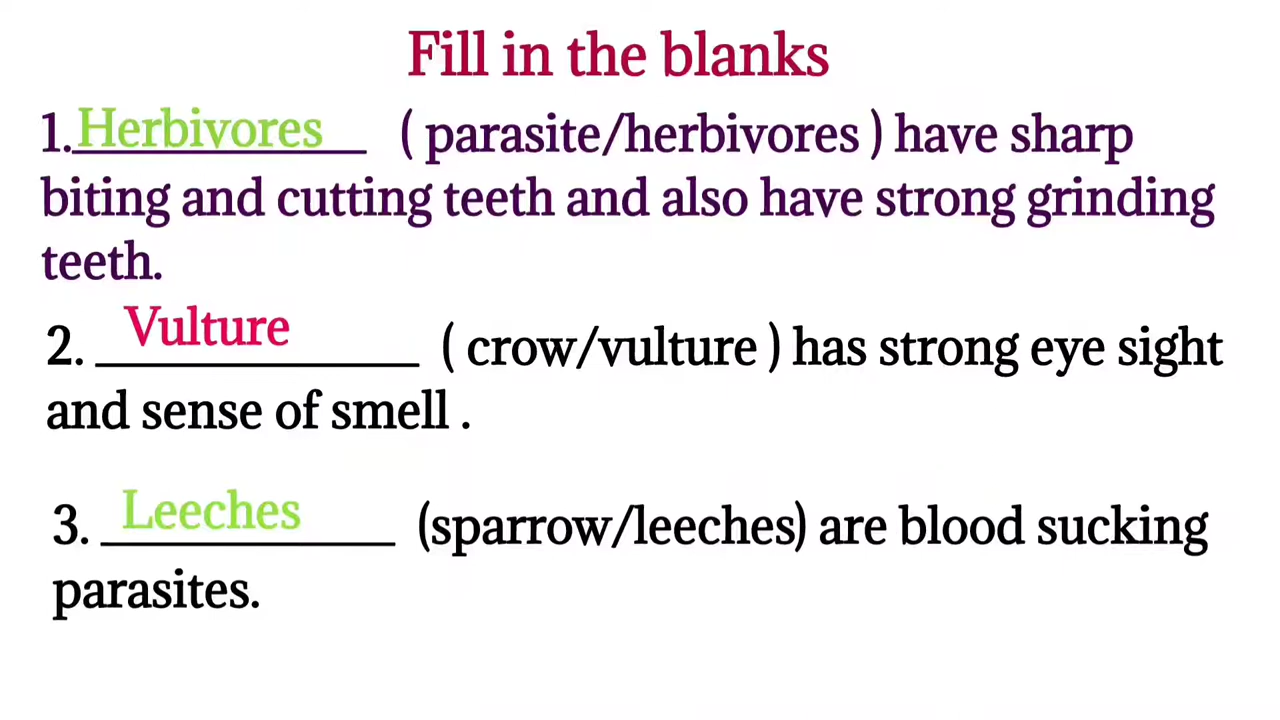 Fill in the blanks
1.Herbivores ( parasite/herbivores ) have sharp
biting and cutting teeth and also have strong grinding
teeth.
2. Vulture ( crow/vulture ) has strong eye sight
and sense of smell .
3. Leeches (sparrow/leeches) are blood sucking
parasites.